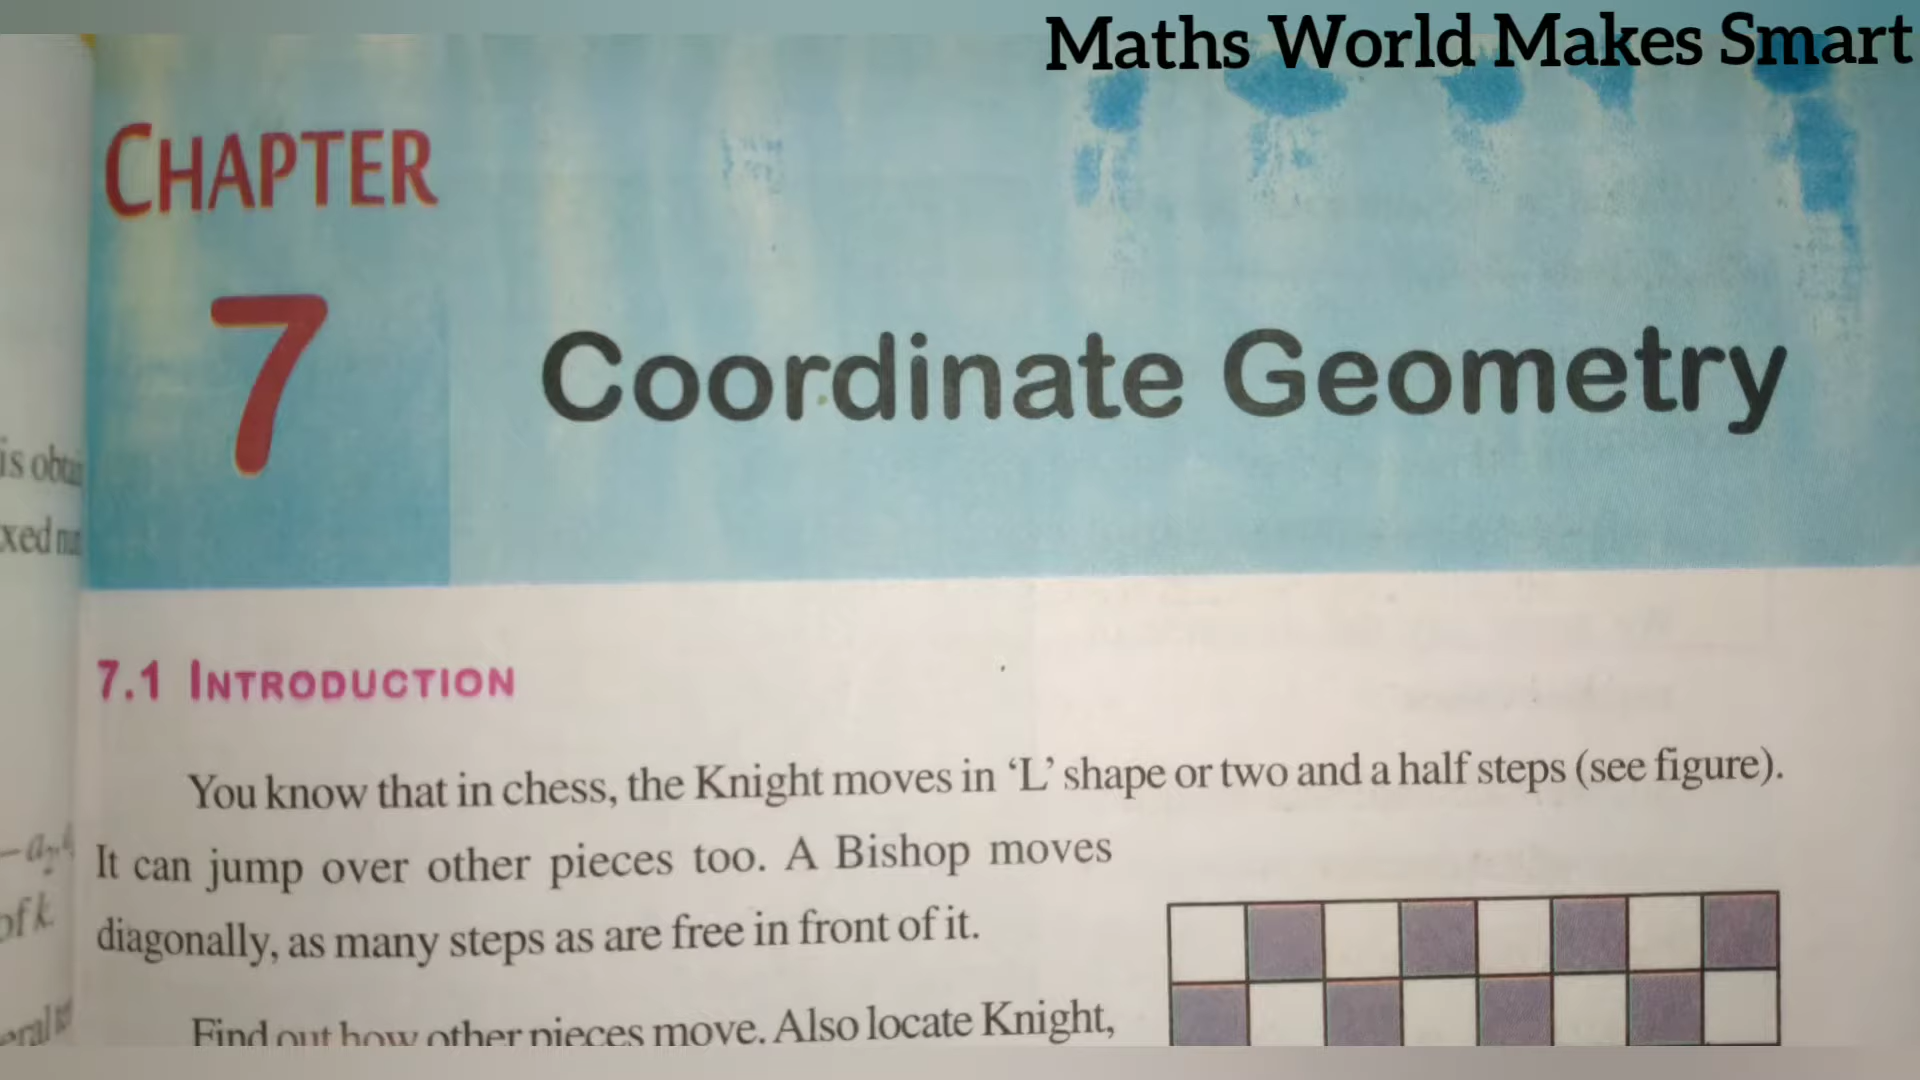 Maths World Makes Smart
CHAPTER
7
Coordinate Geometry
7.1 INTRODUCTION
You know that in chess, the Knight moves in ‘L’ shape or two and a half steps (see figure).
It can jump over other pieces too. A Bishop moves
diagonally, as many steps as are free in front of it.
Find out how other pieces move. Also locate Knight,
is
of k